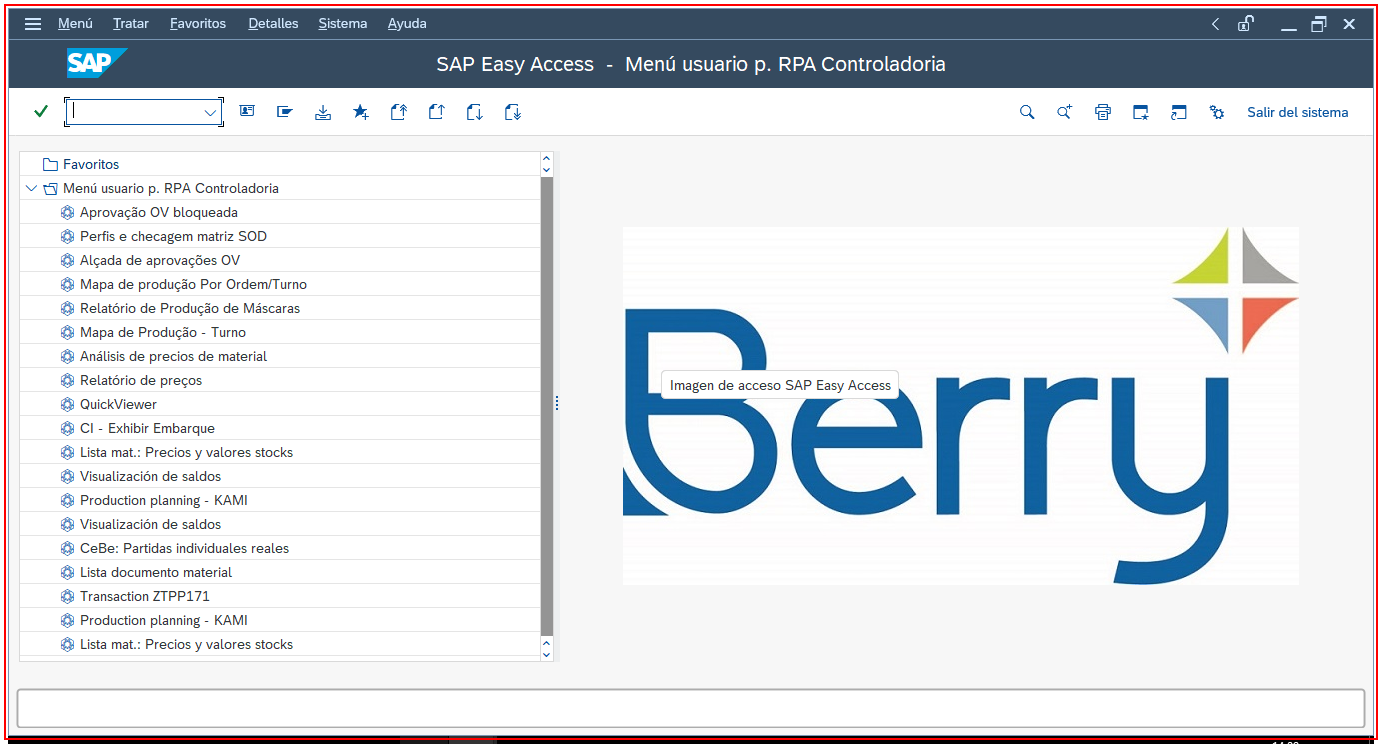 Menú Tratar Favoritos Detalles Sistema Ayuda
SAP
SAP Easy Access - Menú usuario p. RPA Controladoria
Salir del sistema
Favoritos
Menú usuario p. RPA Controladoria
Aprovação OV bloqueada
Perfis e checagem matriz SOD
Alçada de aprovações OV
Mapa de produção Por Ordem/Turno
Relatório de Produção de Máscaras
Mapa de Produção - Turno
Análisis de precios de material
Relatório de preços
QuickViewer
CI - Exhibir Embarque
Lista mat.: Precios y valores stocks
Visualización de saldos
Production planning - KAMI
Visualización de saldos
CeBe: Partidas individuales reales
Lista documento material
Transaction ZTPP171
Production planning - KAMI
Lista mat.: Precios y valores stocks
Berry
Imagen de acceso SAP Easy Access